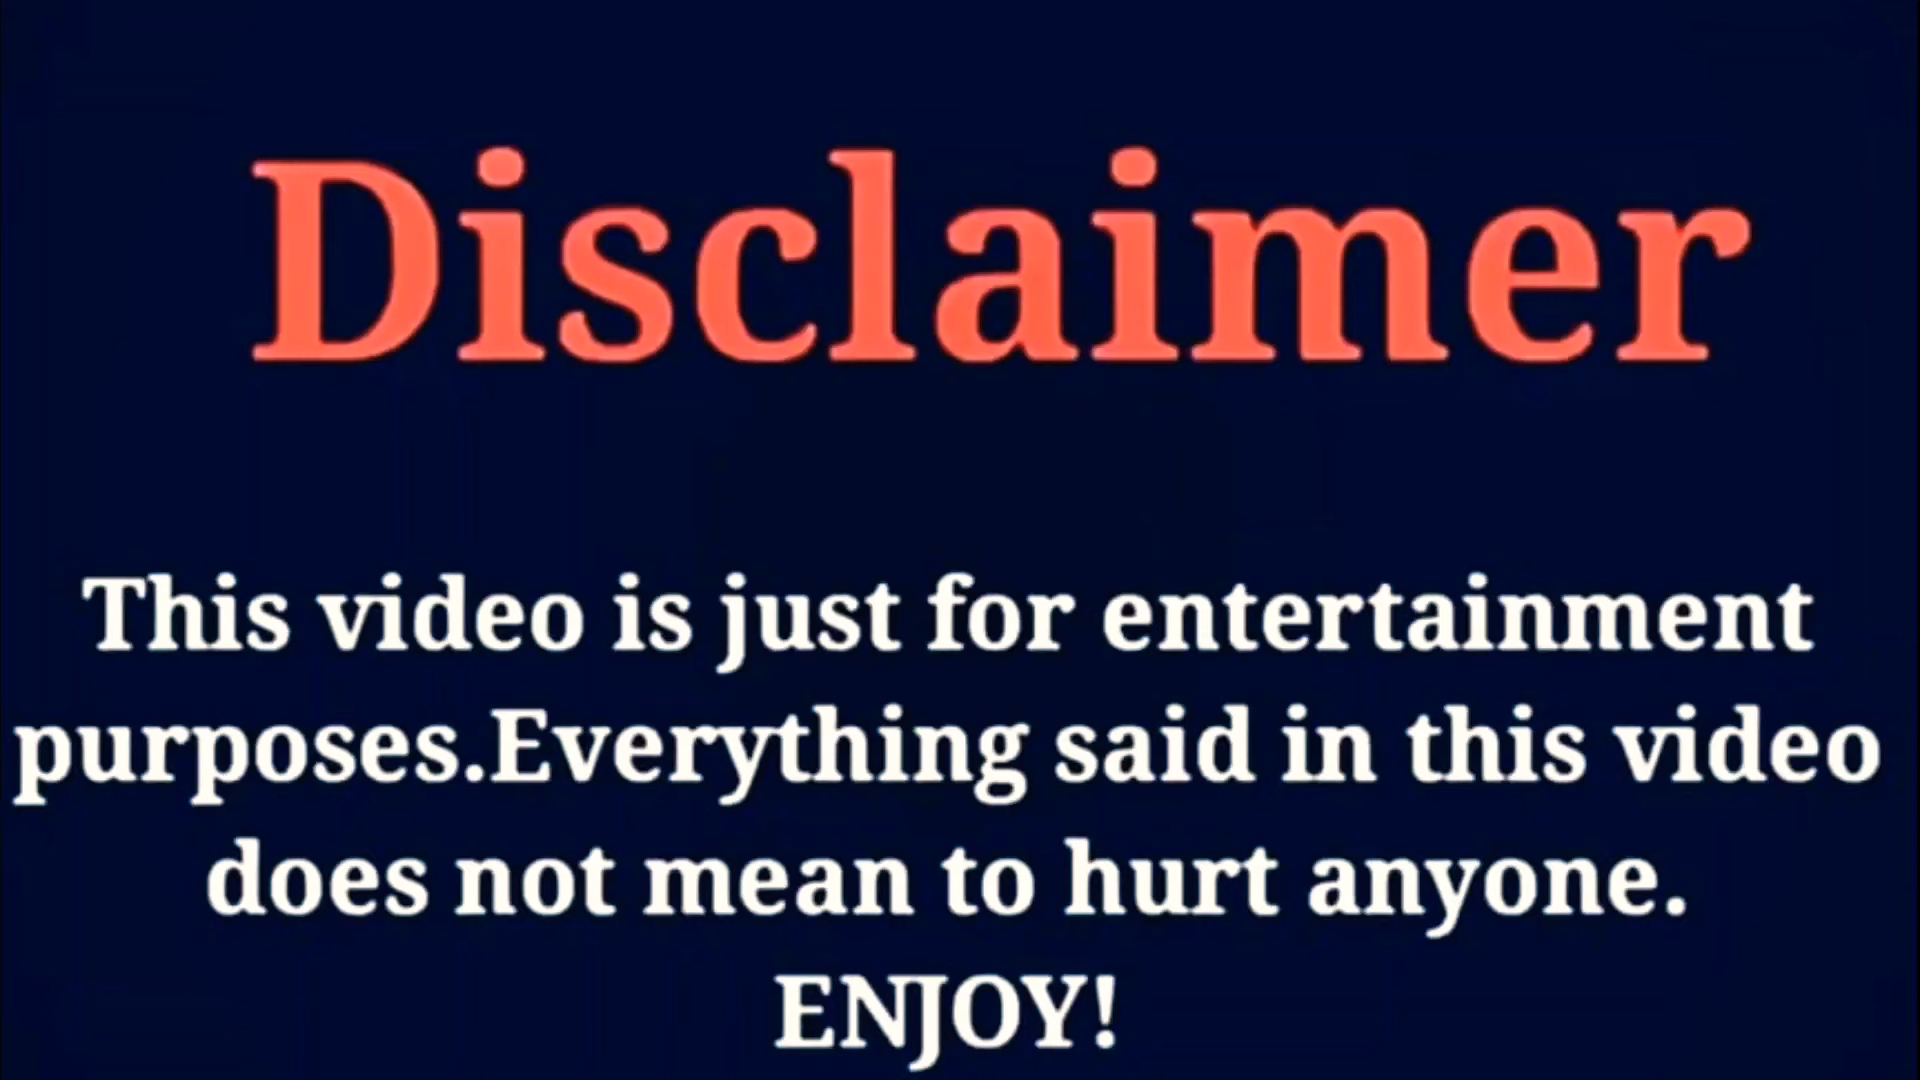 Disclaimer
This video is just for entertainment
purposes.Everything said in this video
does not mean to hurt anyone.
ENJOY!